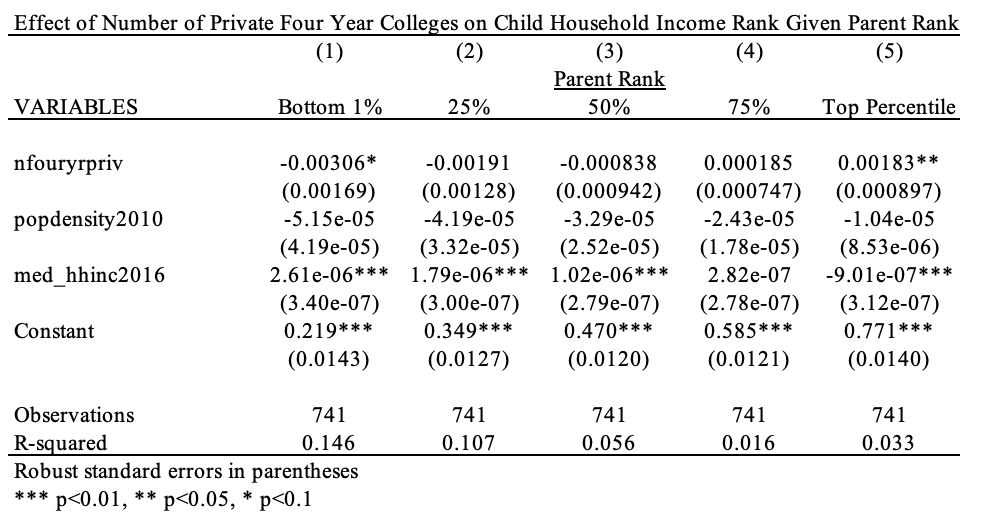 Effect of Number of Private Four Year Colleges on Child Household Income Rank Given Parent Rank
(1) (2) (3) (4) (5)
Parent Rank
VARIABLES Bottom 1% 25% 50% 75% Top Percentile
nfouryrpriv -0.00306* -0.00191 -0.000838 0.000185 0.00183**
(0.00169) (0.00128) (0.000942) (0.000747) (0.000897)
popdensity2010 -5.15e-05 -4.19e-05 -3.29e-05 -2.43e-05 -1.04e-05
(4.19e-05) (3.32e-05) (2.52e-05) (1.78e-05) (8.53e-06)
med_hhinc2016 2.61e-06*** 1.79e-06*** 1.02e-06*** 2.82e-07 -9.01e-07***
(3.40e-07) (3.00e-07) (2.79e-07) (2.78e-07) (3.12e-07)
Constant 0.219*** 0.349*** 0.470*** 0.585*** 0.771***
(0.0143) (0.0127) (0.0120) (0.0121) (0.0140)
Observations 741 741 741 741 741
R-squared 0.146 0.107 0.056 0.016 0.033
Robust standard errors in parentheses
*** p<0.01, ** p<0.05, * p<0.1